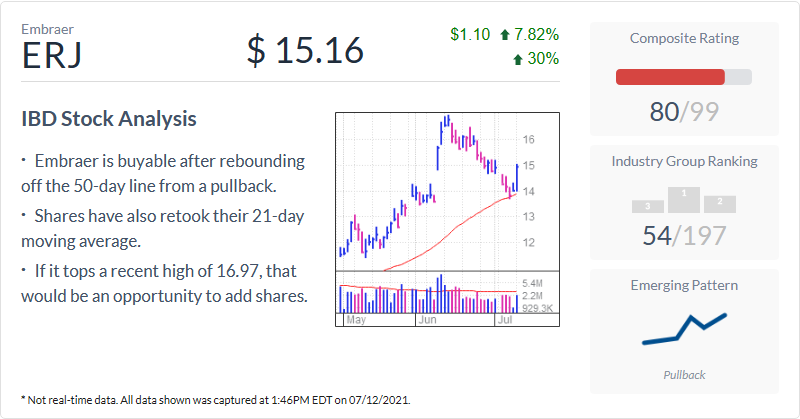 Embraer
ERJ
$ 15.16
$1.10 7.82%
30%
IBD Stock Analysis
• Embraer is buyable after rebounding
off the 50-day line from a pullback.
• Shares have also retook their 21-day
moving average.
• If it tops a recent high of 16.97, that
would be an opportunity to add shares.
16
15
14
13
12
5.4M
2.2M
929.3K
May Jun Jul
* Not real-time data. All data shown was captured at 1:46PM EDT on 07/12/2021.
Composite Rating
80/99
Industry Group Ranking
3 1 2
54/197
Emerging Pattern
Pullback